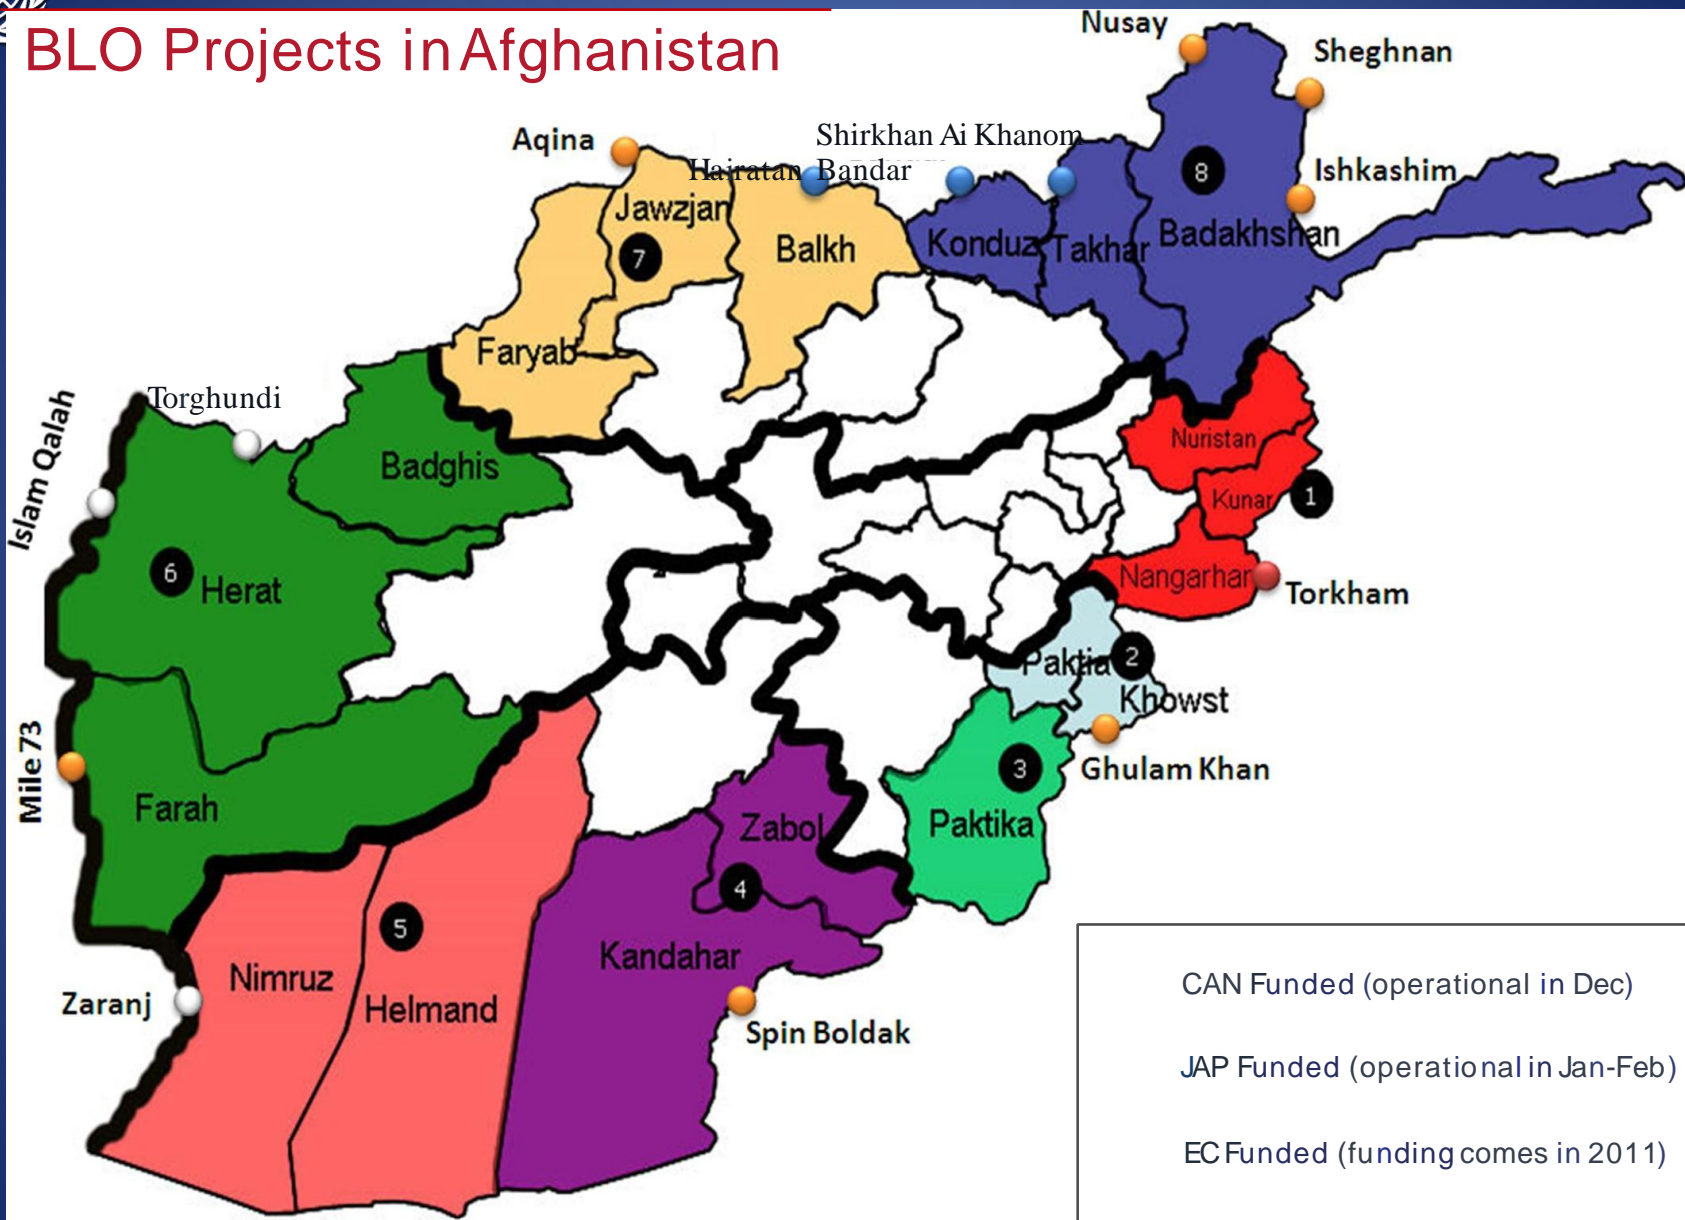 BLO Projects in Afghanistan
Nusay
Sheghnan
Aqina
Shirkhan Ai Khanom
Hairatan Bandar
Ishkashim
8
Jawzjan
7
Balkh
Konduz
Takhar
Badakhshan
Faryab
Torghundi
Islam Qalah
Badghis
Nuristan
Kunar
1
6
Herat
Nangarhar
Torkham
Paktia
2
Khowst
Mile 73
3
Ghulam Khan
Farah
Zabol
Paktika
4
5
Kandahar
Nimruz
Helmand
Zaranj
Spin Boldak
CAN Funded (operational in Dec)
JAP Funded (operational in Jan-Feb)
EC Funded (funding comes in 2011)